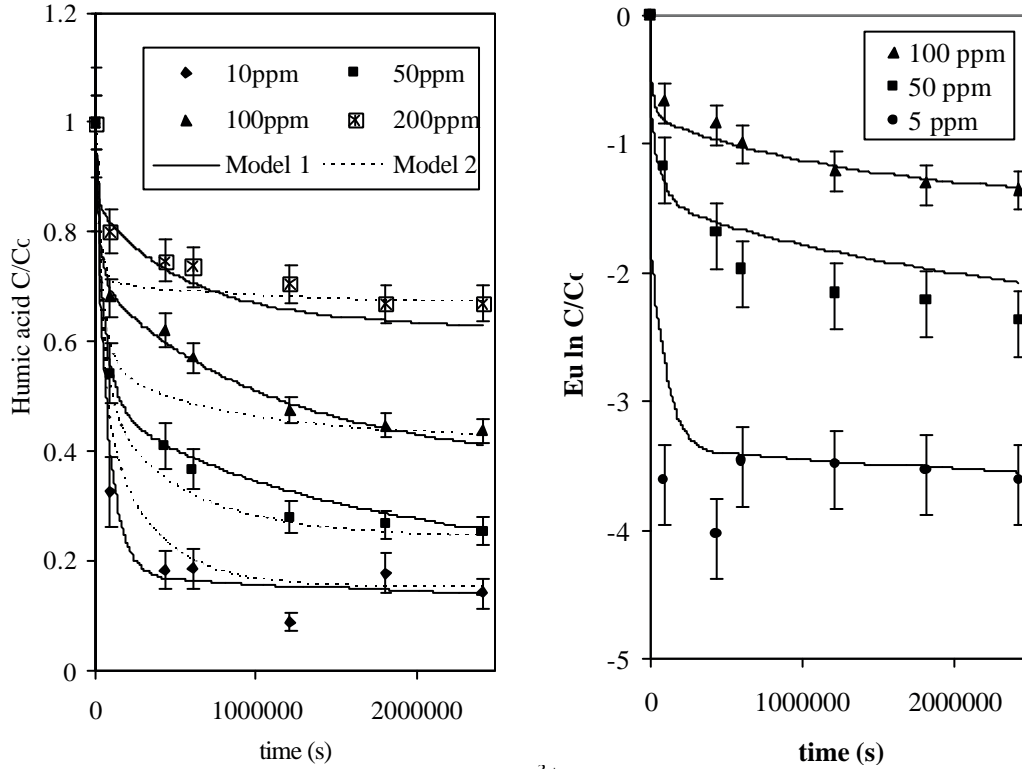 1.2
1
0.8
0.6
0.4
0.2
0
Humic acid C/Cc
10ppm
50ppm
100ppm
200ppm
Model 1
Model 2
0
1000000
2000000
time (s)
0
-1
-2
-3
-4
-5
Eu ln C/Cc
100 ppm
50 ppm
5 ppm
0
1000000
2000000
time (s)